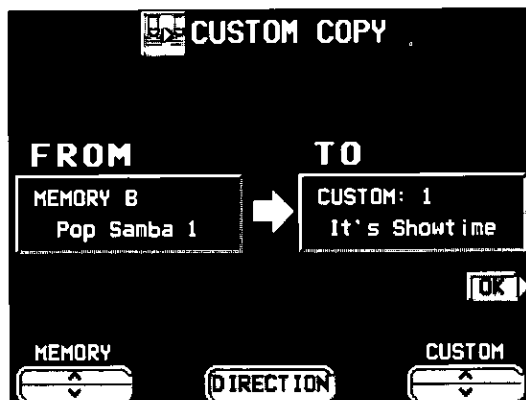 CUSTOM COPY
FROM
TO
MEMORY B
Pop Samba 1
CUSTOM: 1
It's Showtime
OK
MEMORY
DIRECTION
CUSTOM